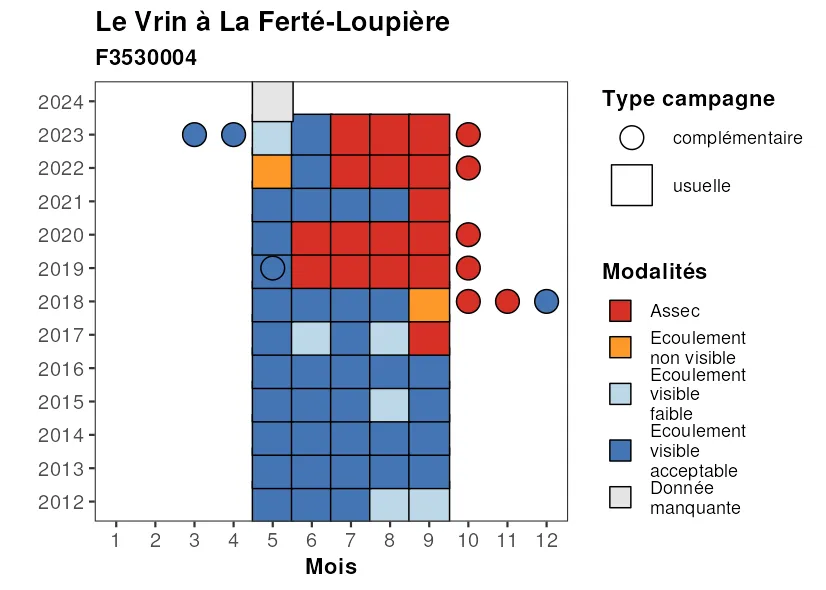 Le Vrin à La Ferté-Loupière
F3530004
2024
2023
2022
2021
2020
2019
2018
2017
2016
2015
2014
2013
2012
1 2 3 4 5 6 7 8 9 10 11 12
Mois
Type campagne
complémentaire
usuelle
Modalités
Assec
Ecoulement
non visible
Ecoulement
visible
faible
Ecoulement
visible
acceptable
Donnée
manquante